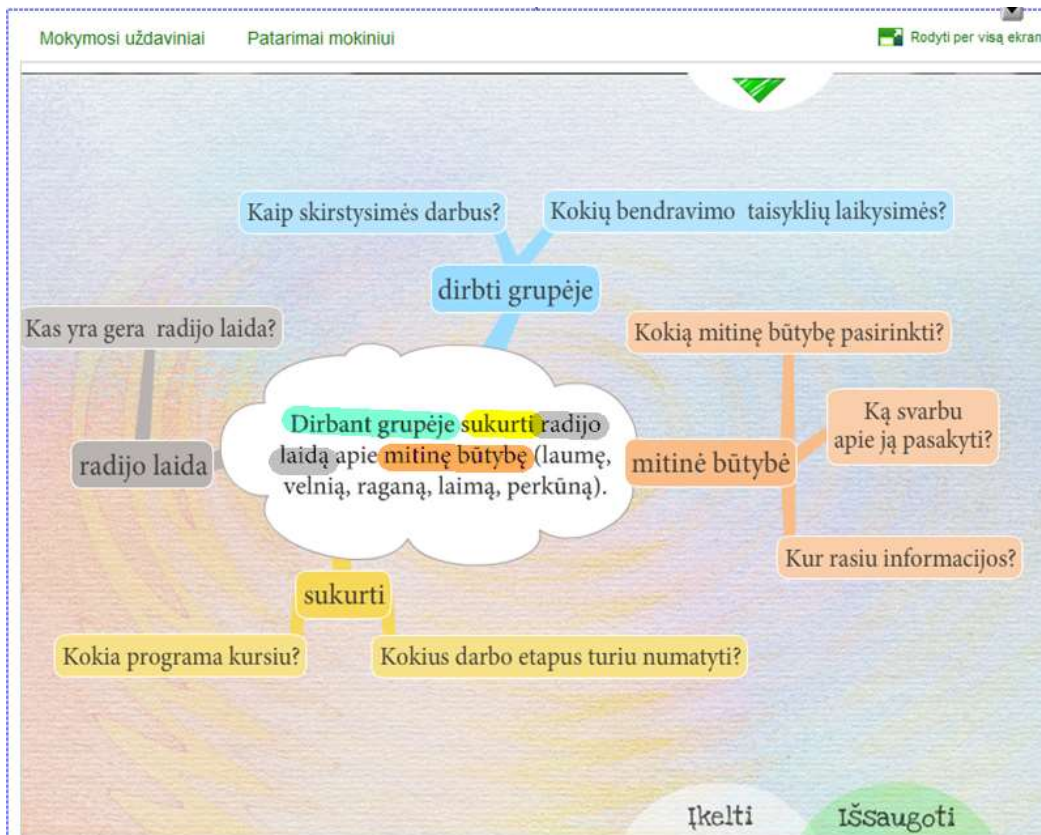 Mokymosi uždaviniai
Patarimai mokiniui
Rodyti per visą ekran
Kaip skirstysimės darbus?
Kokių bendravimo taisyklių laikysimės?
dirbti grupėje
Kas yra gera radijo laida?
Kokią mitinę būtybę pasirinkti?
Dirbant grupėje sukurti radijo
laidą apie mitinę būtybę (laumę,
velnią, raganą, laimą, perkūną).
Ką svarbu
apie ją pasakyti?
radijo laida
mitinė būtybė
Kur rasiu informacijos?
sukurti
Kokia programa kursiu?
Kokius darbo etapus turiu numatyti?
Įkelti
Išsaugoti